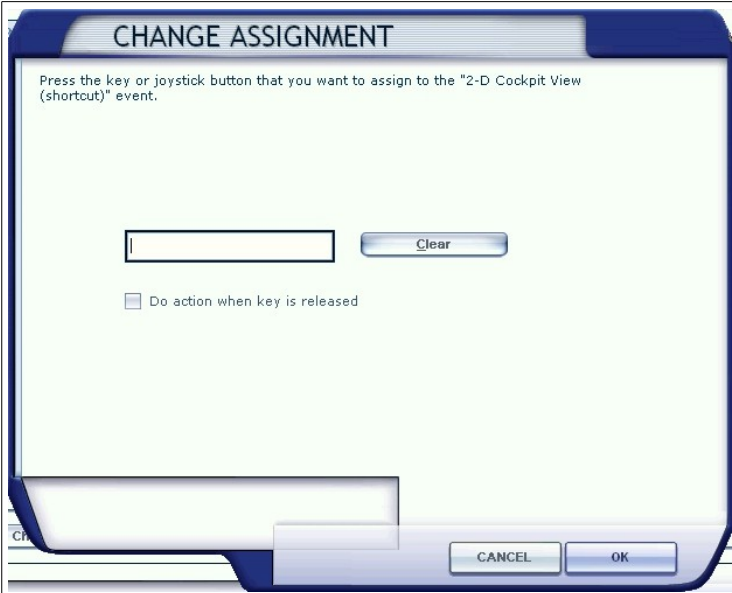 CHANGE ASSIGNMENT
Press the key or joystick button that you want to assign to the "2-D Cockpit View
(shortcut)" event.
Clear
Do action when key is released
Ch
CANCEL
OK